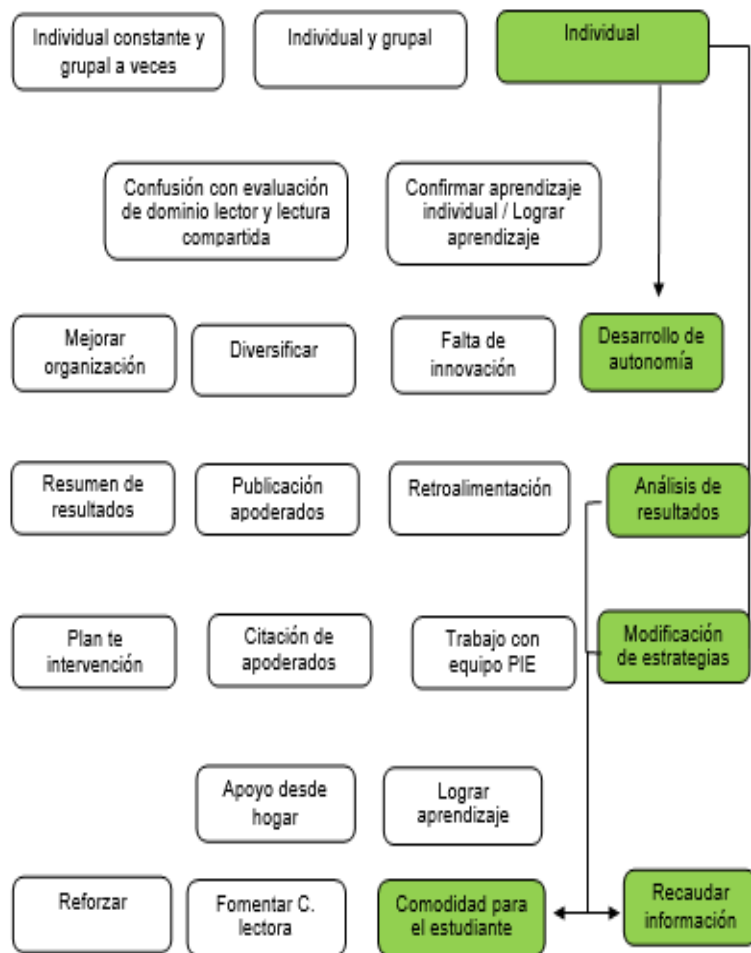 Individual constante y
grupal a veces
Individual y grupal
Individual
Confusión con evaluación
de dominio lector y lectura
compartida
Confirmar aprendizaje
individual / Lograr
aprendizaje
Mejorar
organización
Diversificar
Falta de
innovación
Desarrollo de
autonomía
Resumen de
resultados
Publicación
apoderados
Retroalimentación
Análisis de
resultados
Plan te
intervención
Citación de
apoderados
Trabajo con
equipo PIE
Modificación
de estrategias
Apoyo desde
hogar
Lograr
aprendizaje
Reforzar
Fomentar C.
lectora
Comodidad para
el estudiante
Recaudar
información